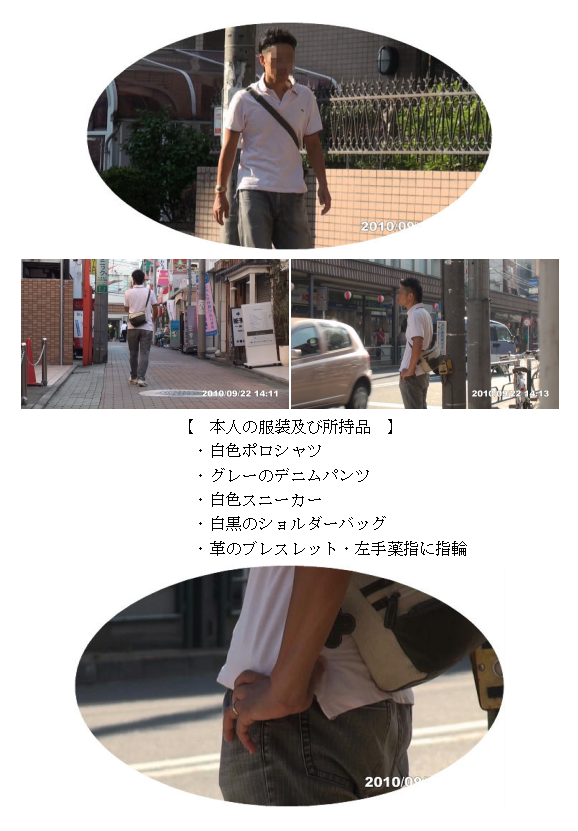 2010/09
2010/09/22 14:11
2010/09/22 14:13
【　本人の服装及び所持品　】
・白色ポロシャツ
・グレーのデニムパンツ
・白色スニーカー
・白黒のショルダーバッグ
・革のブレスレット・左手薬指に指輪
2010/09